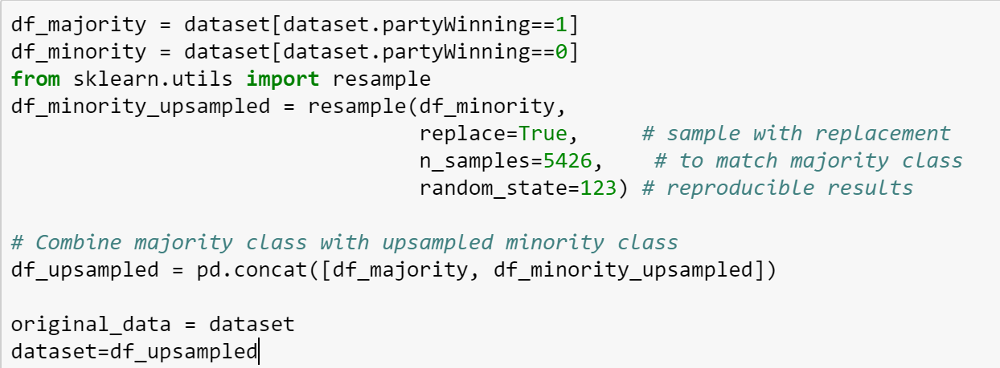 df_majority = dataset[dataset.partyWinning==1]
df_minority = dataset[dataset.partyWinning==0]
from sklearn.utils import resample
df_minority_upsampled = resample(df_minority,
                                 replace=True,     # sample with replacement
                                 n_samples=5426,    # to match majority class
                                 random_state=123) # reproducible results

# Combine majority class with upsampled minority class
df_upsampled = pd.concat([df_majority, df_minority_upsampled])

original_data = dataset
dataset=df_upsampled